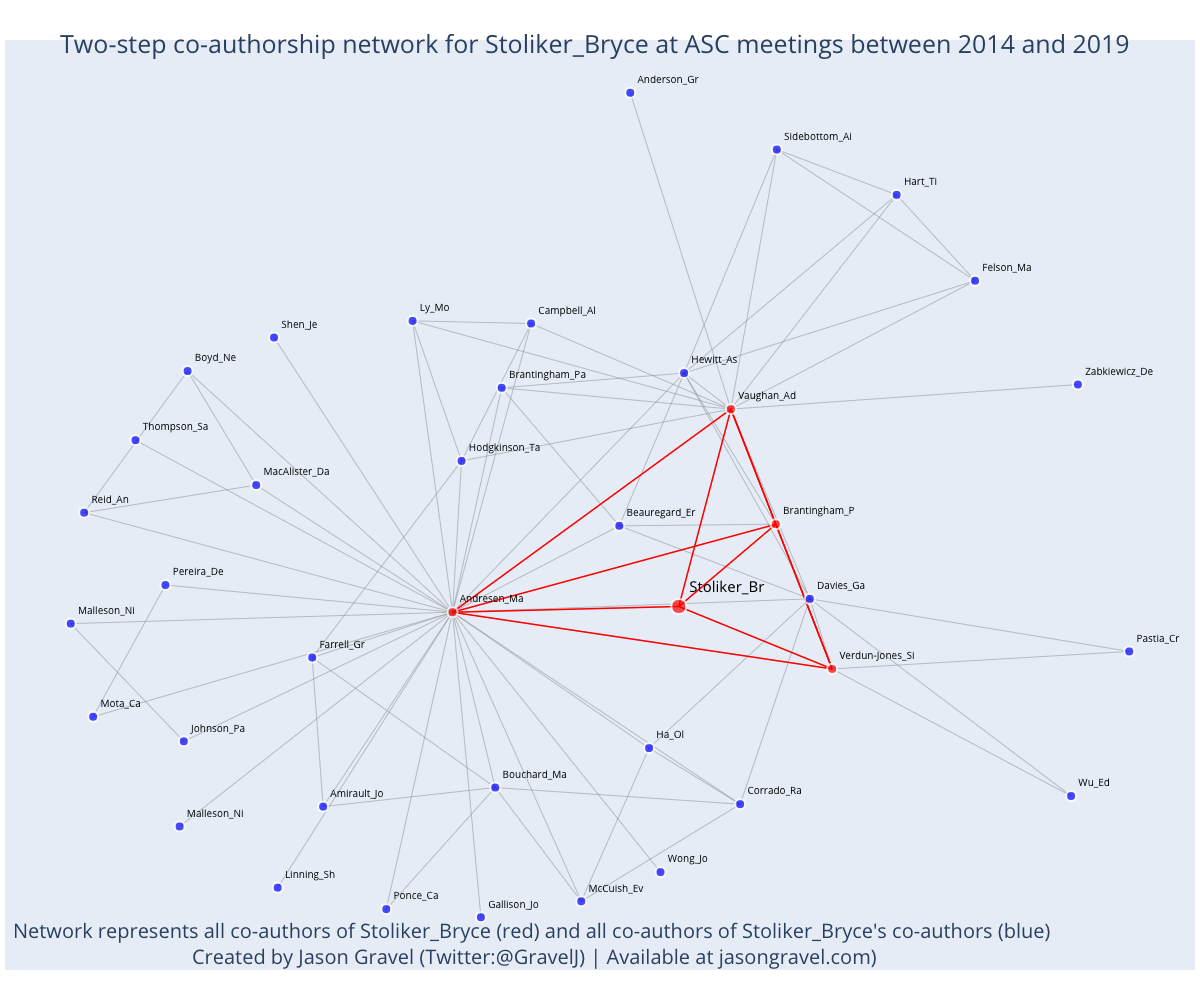 Two-step co-authorship network for Stoliker_Bryce at ASC meetings between 2014 and 2019
Anderson_Gr
Sidebottom_Ai
Hart_Ti
Felson_Ma
Ly_Mo
Campbell_Al
Shen_Je
Boyd_Ne
Hewitt_As
Brantingham_Pa
Zabkiewicz_De
Vaughan_Ad
Thompson_Sa
Hodgkinson_Ta
MacAlister_Da
Reid_An
Beauregard_Er
Brantingham_P
Pereira_De
Stoliker_Br
Davies_Ga
Andresen_Ma
Malleson_Ni
Pastia_Cr
Farrell_Gr
Verdun-Jones_Si
Mota_Ca
Johnson_Pa
Ha_Ol
Bouchard_Ma
Wu_Ed
Corrado_Ra
Amirault_Jo
Malleson_Ni
Wong_Jo
Linning_Sh
McCuish_Ev
Ponce_Ca
Gallison_Jo
Network represents all co-authors of Stoliker_Bryce (red) and all co-authors of Stoliker_Bryce's co-authors (blue)
Created by Jason Gravel (Twitter:@GravelJ) | Available at jasongravel.com)